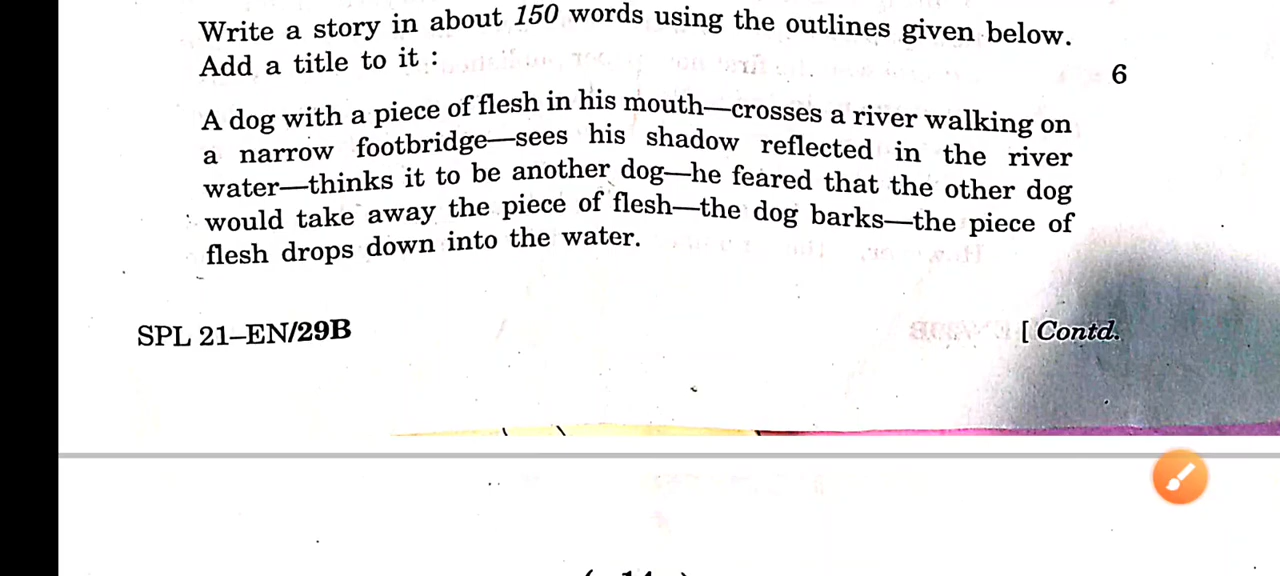 Write a story in about 150 words using the outlines given below.
Add a title to it :
6
A dog with a piece of flesh in his mouth—crosses a river walking on
a narrow footbridge—sees his shadow reflected in the river
water—thinks it to be another dog—he feared that the other dog
would take away the piece of flesh—the dog barks—the piece of
flesh drops down into the water.
SPL 21–EN/29B
[ Contd.